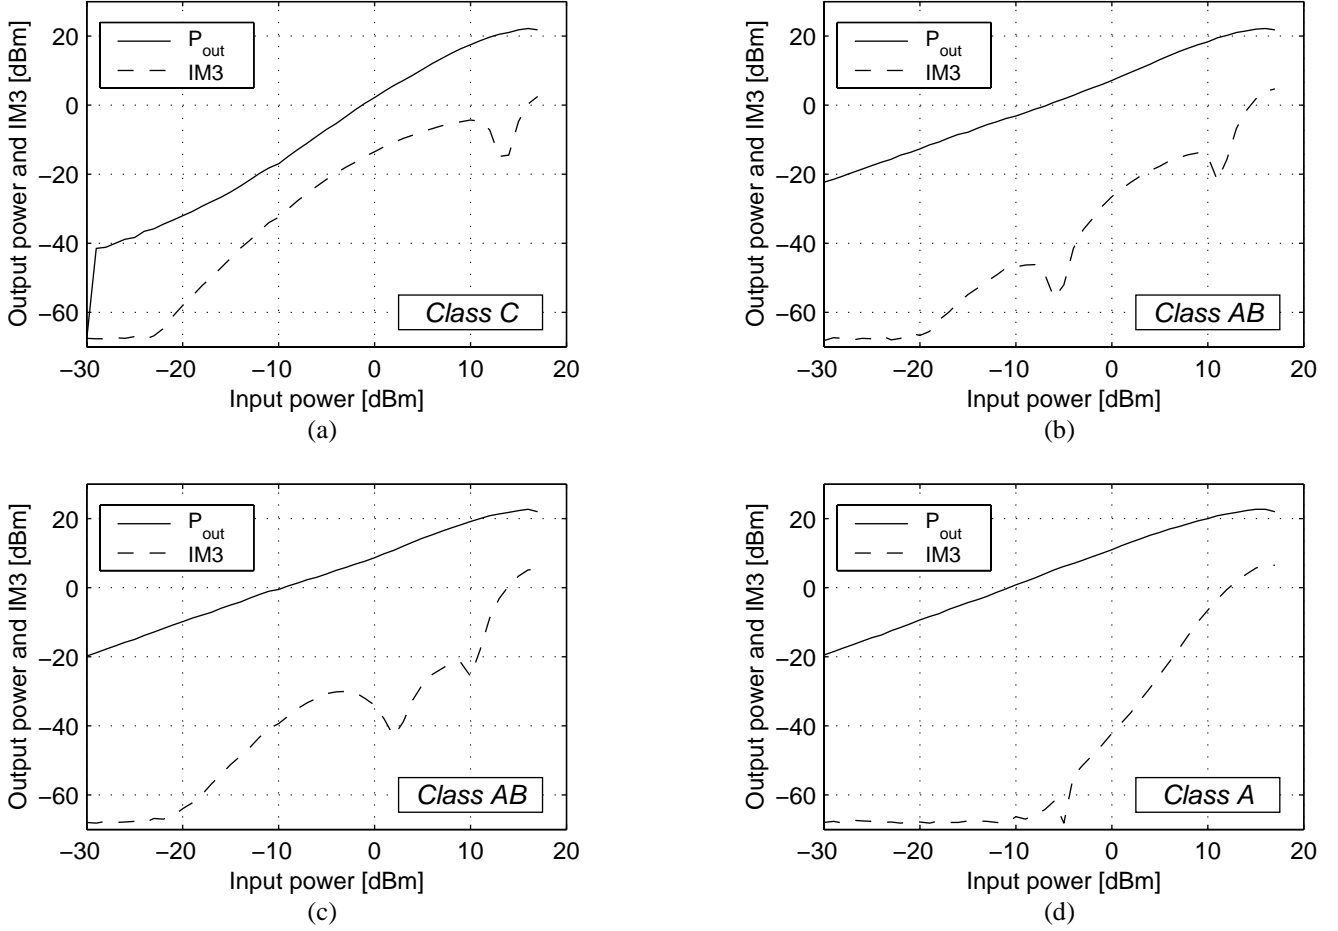 Output power and IM3 [dBm]
20
0
−20
−40
−60
P_out
IM3
Class C
−30 −20 −10 0 10 20
Input power [dBm]
(a)
Output power and IM3 [dBm]
20
0
−20
−40
−60
P_out
IM3
Class AB
−30 −20 −10 0 10 20
Input power [dBm]
(b)
Output power and IM3 [dBm]
20
0
−20
−40
−60
P_out
IM3
Class AB
−30 −20 −10 0 10 20
Input power [dBm]
(c)
Output power and IM3 [dBm]
20
0
−20
−40
−60
P_out
IM3
Class A
−30 −20 −10 0 10 20
Input power [dBm]
(d)